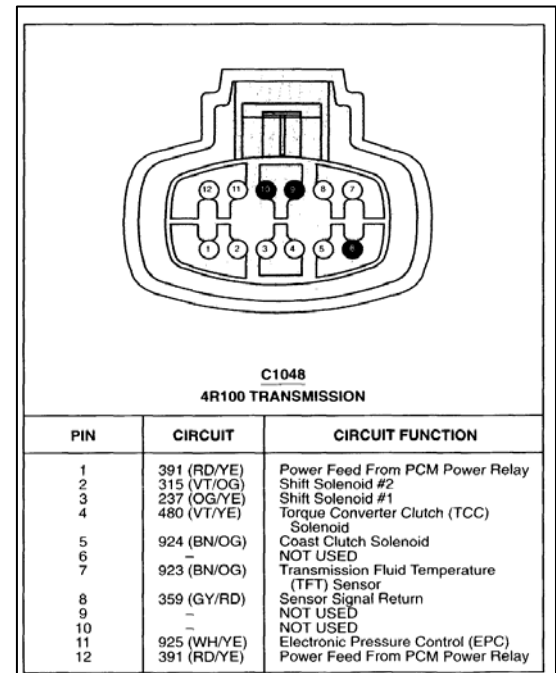 12 11 10 9 8 7
1 2 3 4 5 6
C1048
4R100 TRANSMISSION
PIN CIRCUIT CIRCUIT FUNCTION
1 391 (RD/YE) Power Feed From PCM Power Relay
2 315 (VT/OG) Shift Solenoid #2
3 237 (OG/YE) Shift Solenoid #1
4 480 (VT/YE) Torque Converter Clutch (TCC)
Solenoid
5 924 (BN/OG) Coast Clutch Solenoid
6 – NOT USED
7 923 (BN/OG) Transmission Fluid Temperature
(TFT) Sensor
8 359 (GY/RD) Sensor Signal Return
9 – NOT USED
10 – NOT USED
11 925 (WH/YE) Electronic Pressure Control (EPC)
12 391 (RD/YE) Power Feed From PCM Power Relay